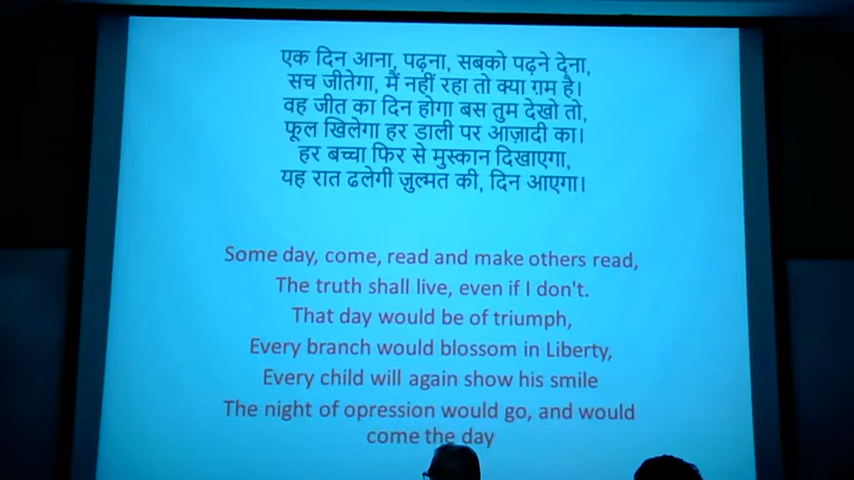 एक दिन आना, पढ़ना, सबको पढ़ने देना,
सच जीतेगा, मैं नहीं रहा तो क्या ग़म है।
वह जीत का दिन होगा बस तुम देखो तो,
फूल खिलेगा हर डाली पर आज़ादी का।
हर बच्चा फिर से मुस्कान दिखाएगा,
यह रात ढलेगी ज़ुल्मत की, दिन आएगा।
Some day, come, read and make others read,
The truth shall live, even if I don't.
That day would be of triumph,
Every branch would blossom in Liberty,
Every child will again show his smile
The night of opression would go, and would
come the day